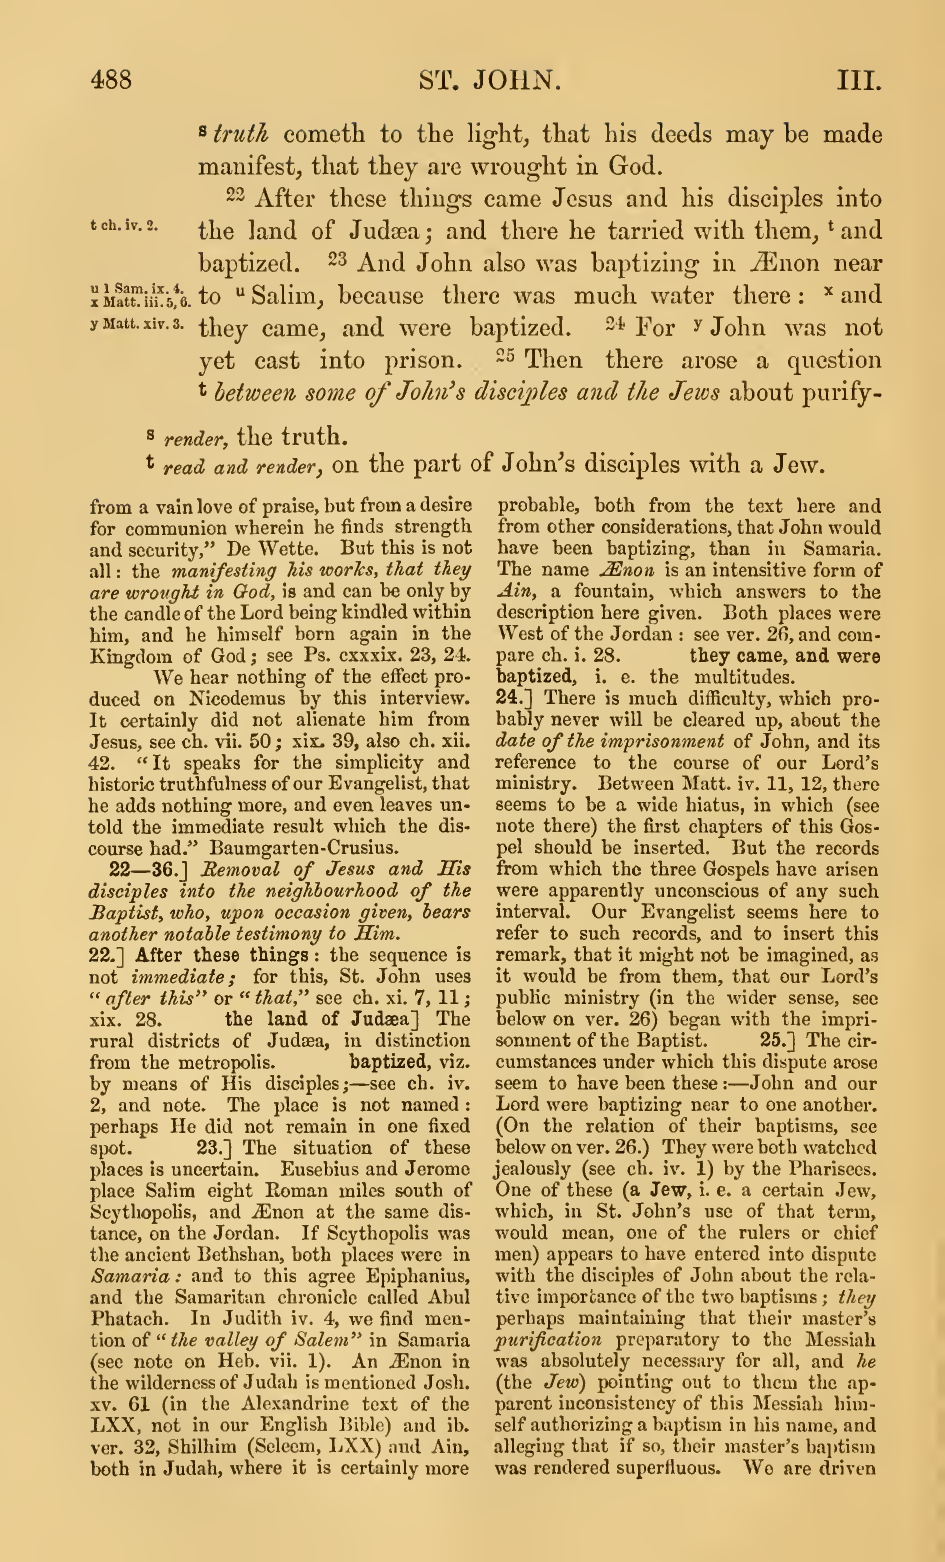 488 ST. JOHN. III.
s truth cometh to the light, that his deeds may be made
manifest, that they are wrought in God.
22 After these things came Jesus and his disciples into
t ch. iv. 2. the land of Judæa; and there he tarried with them, t and
baptized. 23 And John also was baptizing in Ænon near
u 1 Sam. ix. 4.
x Matt. iii. 5, 6. to u Salim, because there was much water there : x and
y Matt. xiv. 3. they came, and were baptized. 24 For y John was not
yet cast into prison. 25 Then there arose a question
t between some of John's disciples and the Jews about purify-
s render, the truth.
t read and render, on the part of John's disciples with a Jew.
from a vain love of praise, but from a desire
for communion wherein he finds strength
and security,” De Wette. But this is not
all : the manifesting his works, that they
are wrought in God, is and can be only by
the candle of the Lord being kindled within
him, and he himself born again in the
Kingdom of God; see Ps. cxxxix. 23, 24.
We hear nothing of the effect pro-
duced on Nicodemus by this interview.
It certainly did not alienate him from
Jesus, see ch. vii. 50; xix. 39, also ch. xii.
42. “It speaks for the simplicity and
historic truthfulness of our Evangelist, that
he adds nothing more, and even leaves un-
told the immediate result which the dis-
course had.” Baumgarten-Crusius.
22—36.] Removal of Jesus and His
disciples into the neighbourhood of the
Baptist, who, upon occasion given, bears
another notable testimony to Him.
22.] After these things : the sequence is
not immediate; for this, St. John uses
“after this” or “that,” see ch. xi. 7, 11;
xix. 28. the land of Judæa] The
rural districts of Judæa, in distinction
from the metropolis. baptized, viz.
by means of His disciples;—see ch. iv.
2, and note. The place is not named :
perhaps He did not remain in one fixed
spot. 23.] The situation of these
places is uncertain. Eusebius and Jerome
place Salim eight Roman miles south of
Scythopolis, and Ænon at the same dis-
tance, on the Jordan. If Scythopolis was
the ancient Bethshan, both places were in
Samaria : and to this agree Epiphanius,
and the Samaritan chronicle called Abul
Phatach. In Judith iv. 4, we find men-
tion of “the valley of Salem” in Samaria
(see note on Heb. vii. 1). An Ænon in
the wilderness of Judah is mentioned Josh.
xv. 61 (in the Alexandrine text of the
LXX, not in our English Bible) and ib.
ver. 32, Shilhim (Seleem, LXX) and Ain,
both in Judah, where it is certainly more
probable, both from the text here and
from other considerations, that John would
have been baptizing, than in Samaria.
The name Ænon is an intensitive form of
Ain, a fountain, which answers to the
description here given. Both places were
West of the Jordan : see ver. 26, and com-
pare ch. i. 28. they came, and were
baptized, i. e. the multitudes.
24.] There is much difficulty, which pro-
bably never will be cleared up, about the
date of the imprisonment of John, and its
reference to the course of our Lord's
ministry. Between Matt. iv. 11, 12, there
seems to be a wide hiatus, in which (see
note there) the first chapters of this Gos-
pel should be inserted. But the records
from which the three Gospels have arisen
were apparently unconscious of any such
interval. Our Evangelist seems here to
refer to such records, and to insert this
remark, that it might not be imagined, as
it would be from them, that our Lord's
public ministry (in the wider sense, see
below on ver. 26) began with the impri-
sonment of the Baptist. 25.] The cir-
cumstances under which this dispute arose
seem to have been these :—John and our
Lord were baptizing near to one another.
(On the relation of their baptisms, see
below on ver. 26.) They were both watched
jealously (see ch. iv. 1) by the Pharisees.
One of these (a Jew, i. e. a certain Jew,
which, in St. John's use of that term,
would mean, one of the rulers or chief
men) appears to have entered into dispute
with the disciples of John about the rela-
tive importance of the two baptisms; they
perhaps maintaining that their master's
purification preparatory to the Messiah
was absolutely necessary for all, and he
(the Jew) pointing out to them the ap-
parent inconsistency of this Messiah him-
self authorizing a baptism in his name, and
alleging that if so, their master's baptism
was rendered superfluous. We are driven